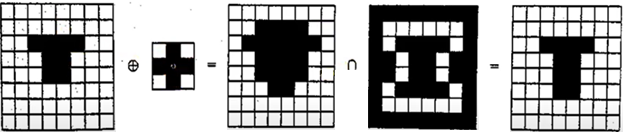 ⊕ = ∩ =